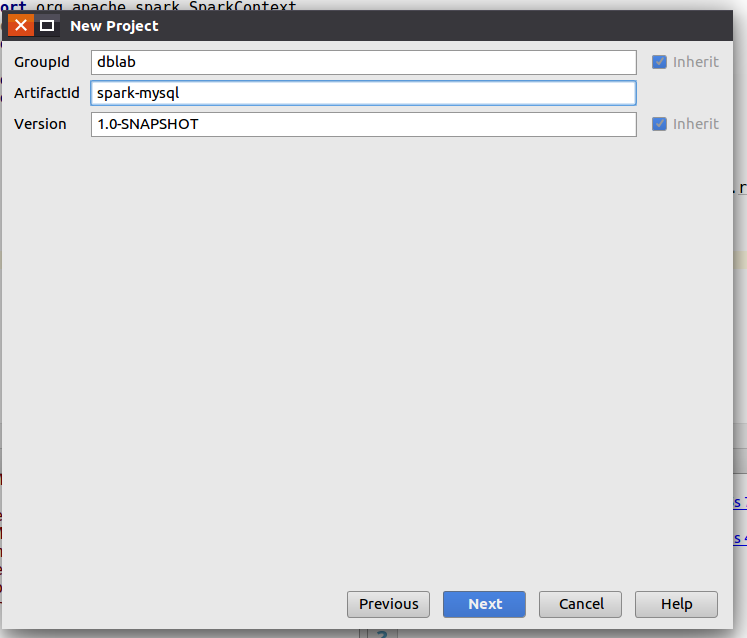 ort org.apache.spark.SparkContext
New Project
GroupId dblab Inherit
ArtifactId spark-mysql
Version 1.0-SNAPSHOT Inherit
Previous Next Cancel Help